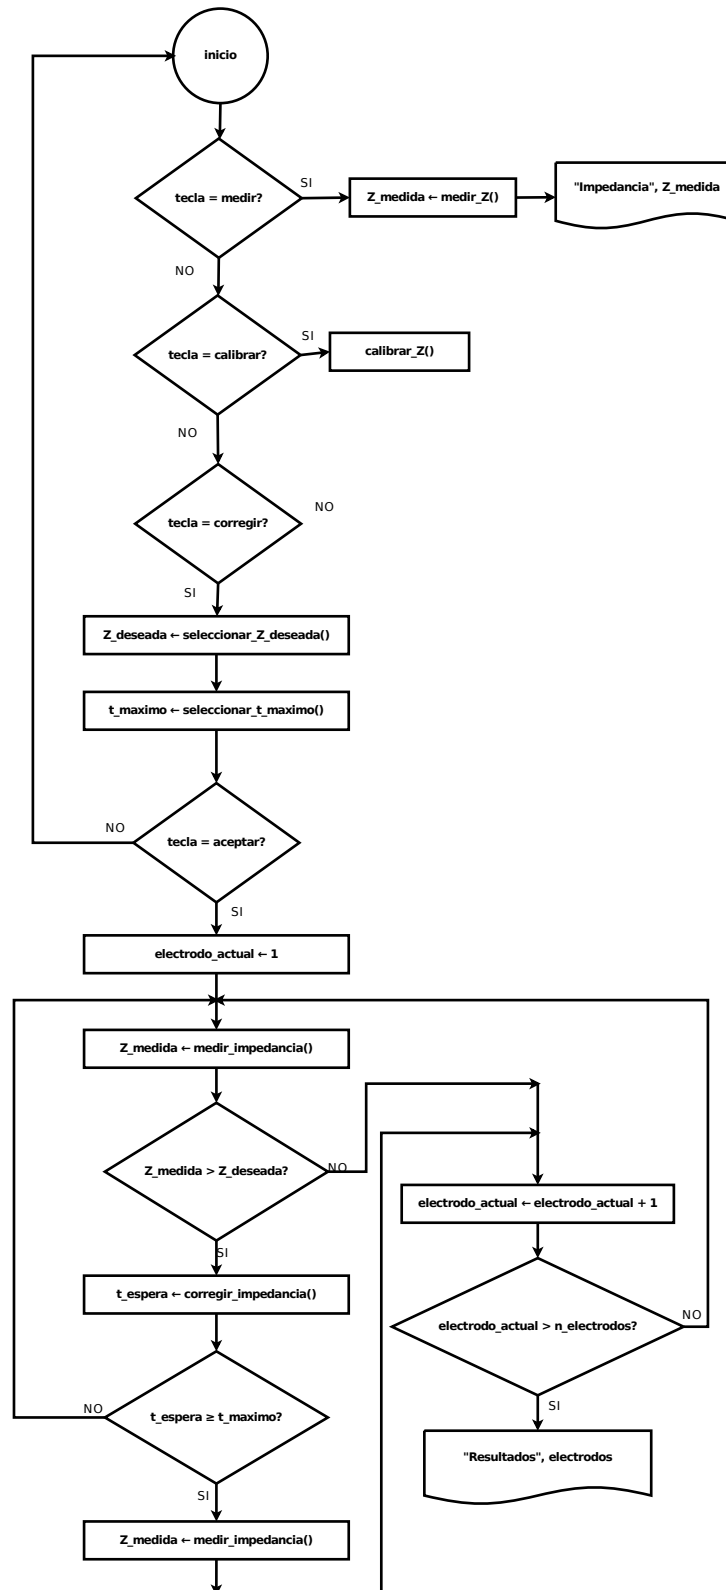 inicio
tecla = medir?
SI
Z_medida ← medir_Z()
"Impedancia", Z_medida
NO
tecla = calibrar?
SI
calibrar_Z()
NO
tecla = corregir?
NO
SI
Z_deseada ← seleccionar_Z_deseada()
t_maximo ← seleccionar_t_maximo()
tecla = aceptar?
NO
SI
electrodo_actual ← 1
Z_medida ← medir_impedancia()
Z_medida > Z_deseada?
NO
electrodo_actual ← electrodo_actual + 1
SI
t_espera ← corregir_impedancia()
electrodo_actual > n_electrodos?
NO
t_espera ≥ t_maximo?
NO
SI
"Resultados", electrodos
SI
Z_medida ← medir_impedancia()